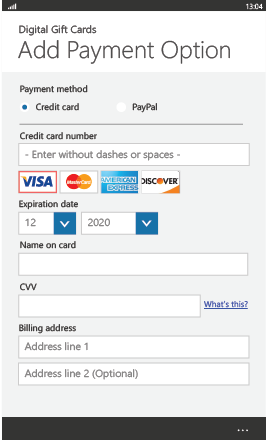 13:04
Digital Gift Cards
Add Payment Option
Payment method
Credit card PayPal
Credit card number
- Enter without dashes or spaces -
VISA MasterCard AMERICAN EXPRESS DISCOVER
Expiration date
12 2020
Name on card
CVV
What's this?
Billing address
Address line 1
Address line 2 (Optional)
...